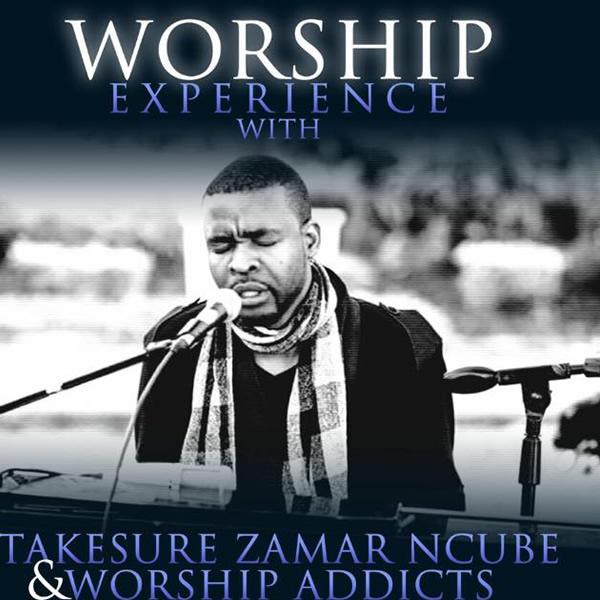 WORSHIP
EXPERIENCE
WITH
TAKESURE ZAMAR NCUBE
&WORSHIP ADDICTS